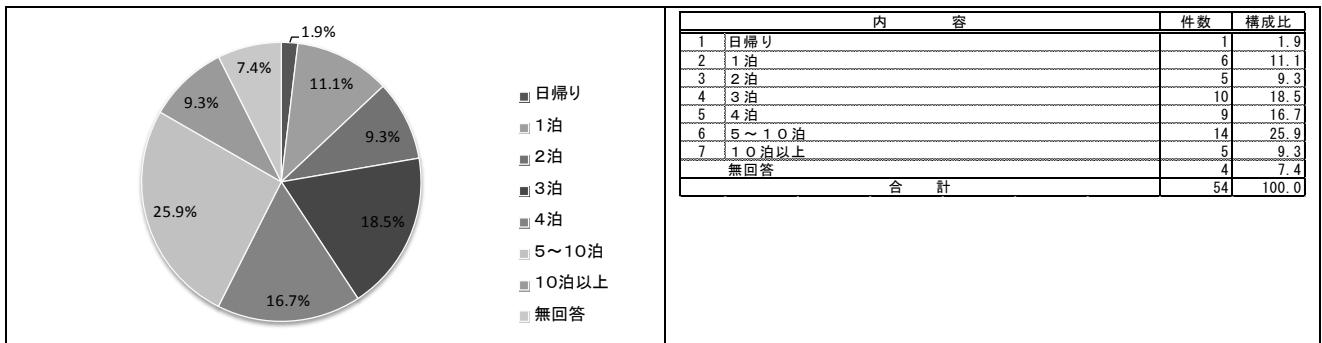 1.9%
11.1%
9.3%
18.5%
16.7%
25.9%
9.3%
7.4%
日帰り
1泊
2泊
3泊
4泊
5～10泊
10泊以上
無回答
内 容 件数 構成比
1 日帰り 1 1.9
2 1泊 6 11.1
3 2泊 5 9.3
4 3泊 10 18.5
5 4泊 9 16.7
6 5～10泊 14 25.9
7 10泊以上 5 9.3
無回答 4 7.4
合 計 54 100.0